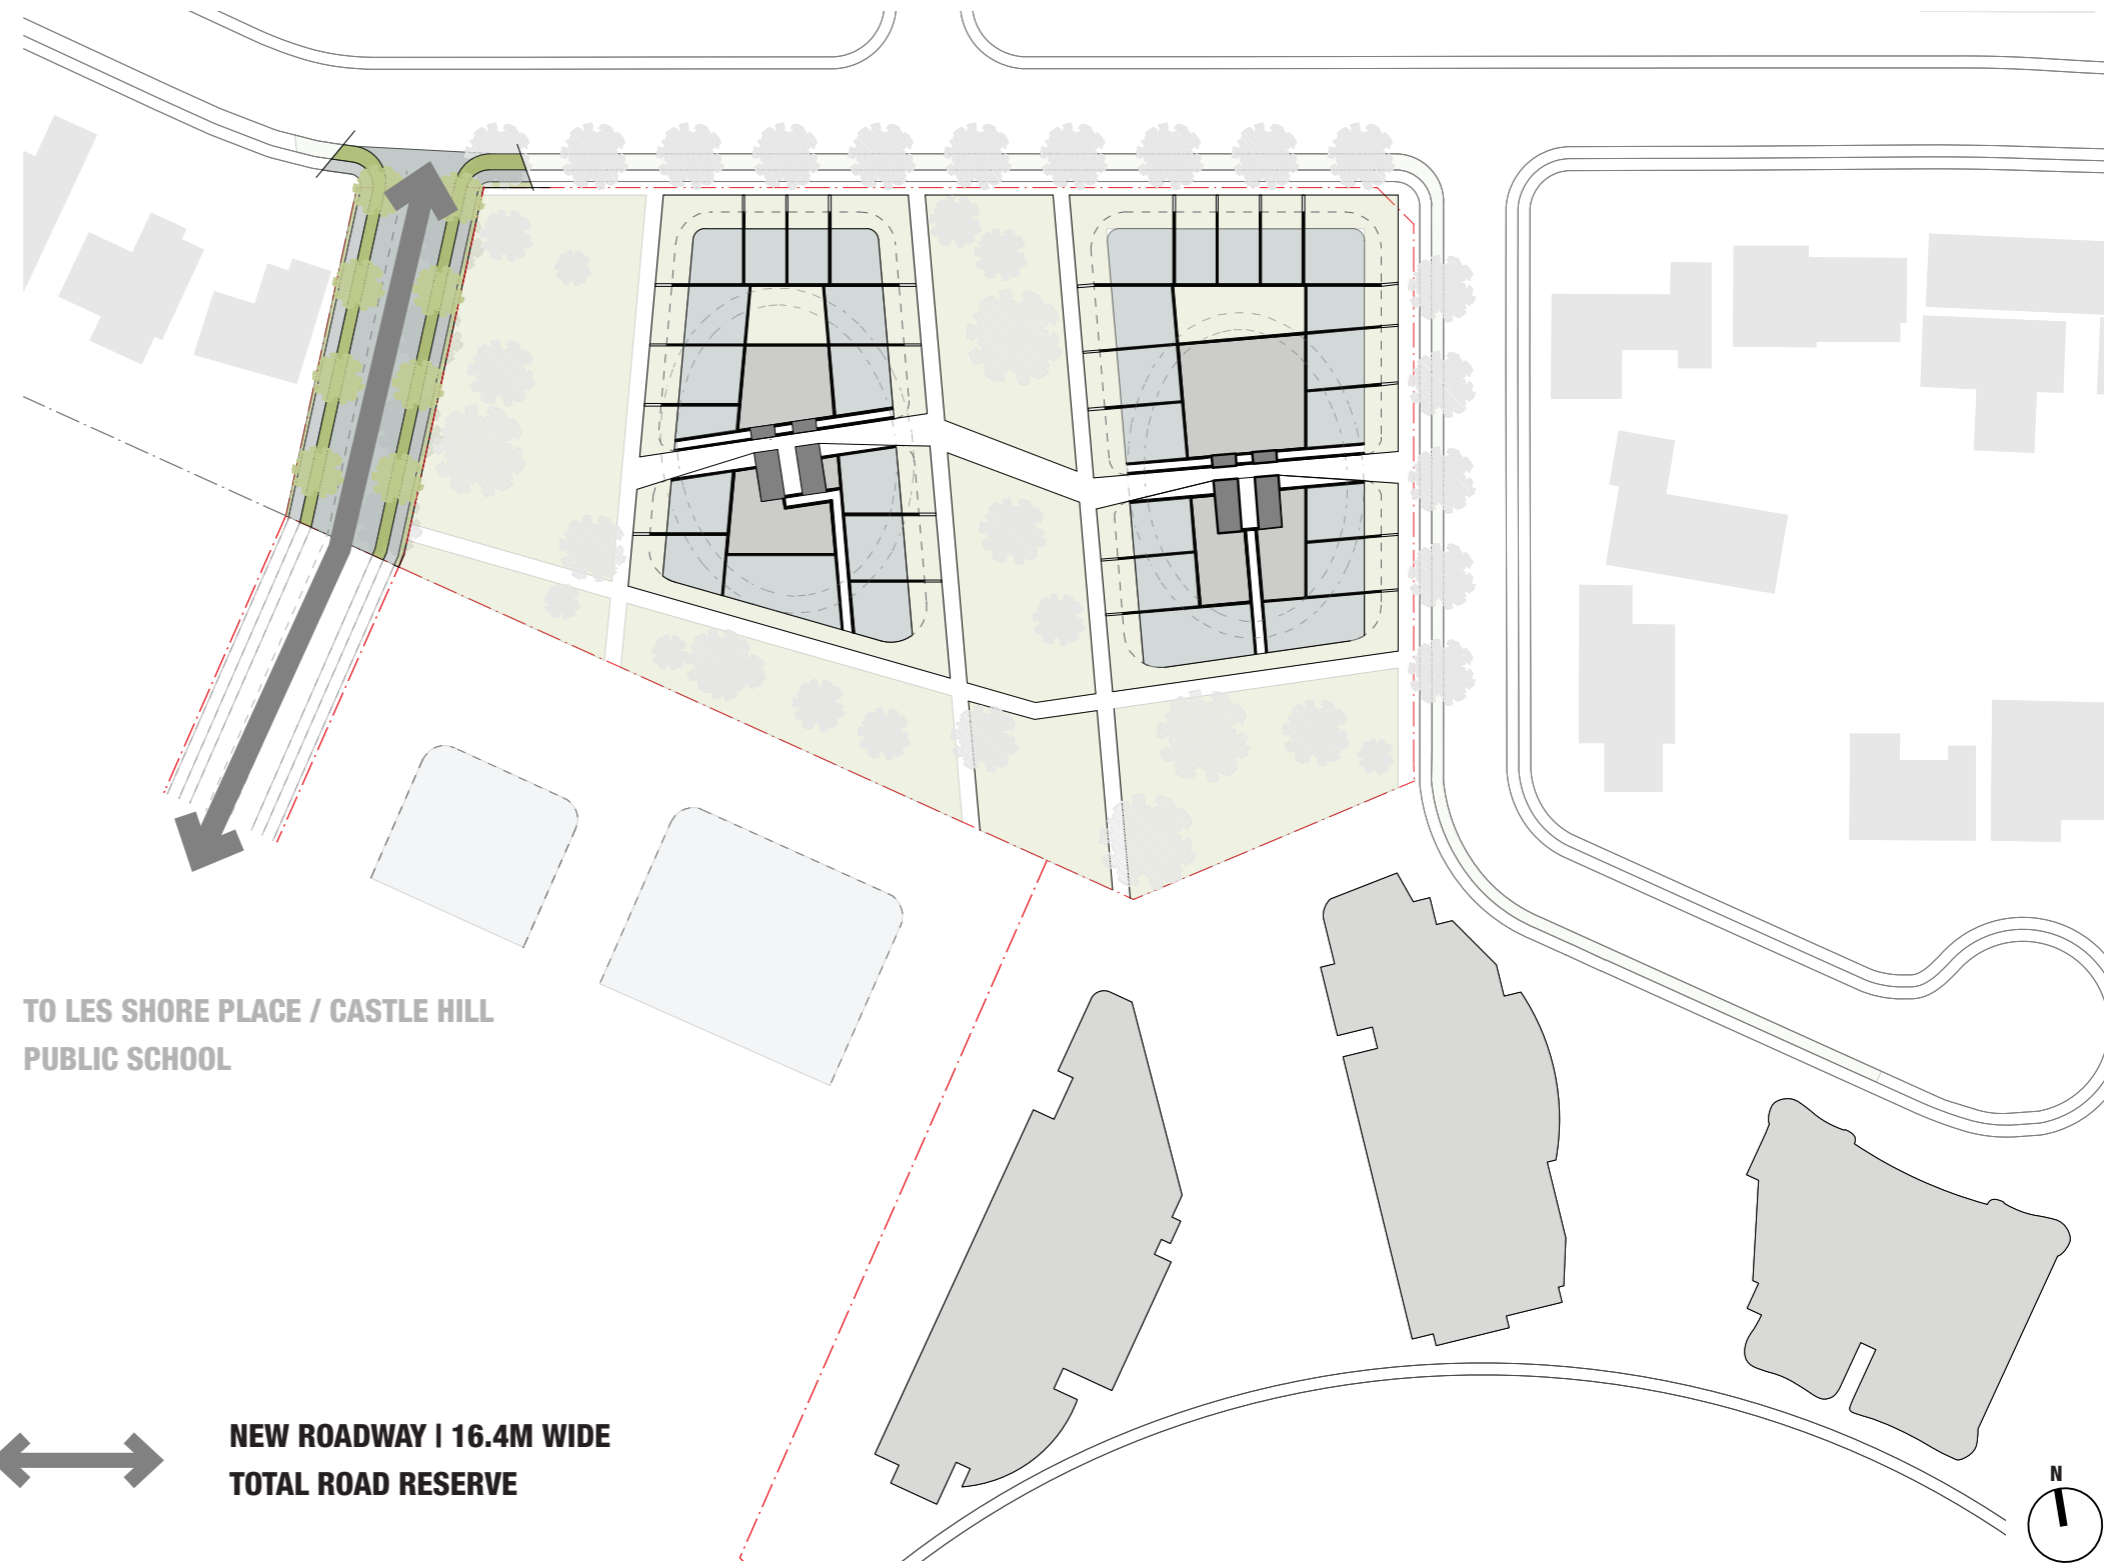 TO LES SHORE PLACE / CASTLE HILL
PUBLIC SCHOOL
NEW ROADWAY | 16.4M WIDE
TOTAL ROAD RESERVE
N